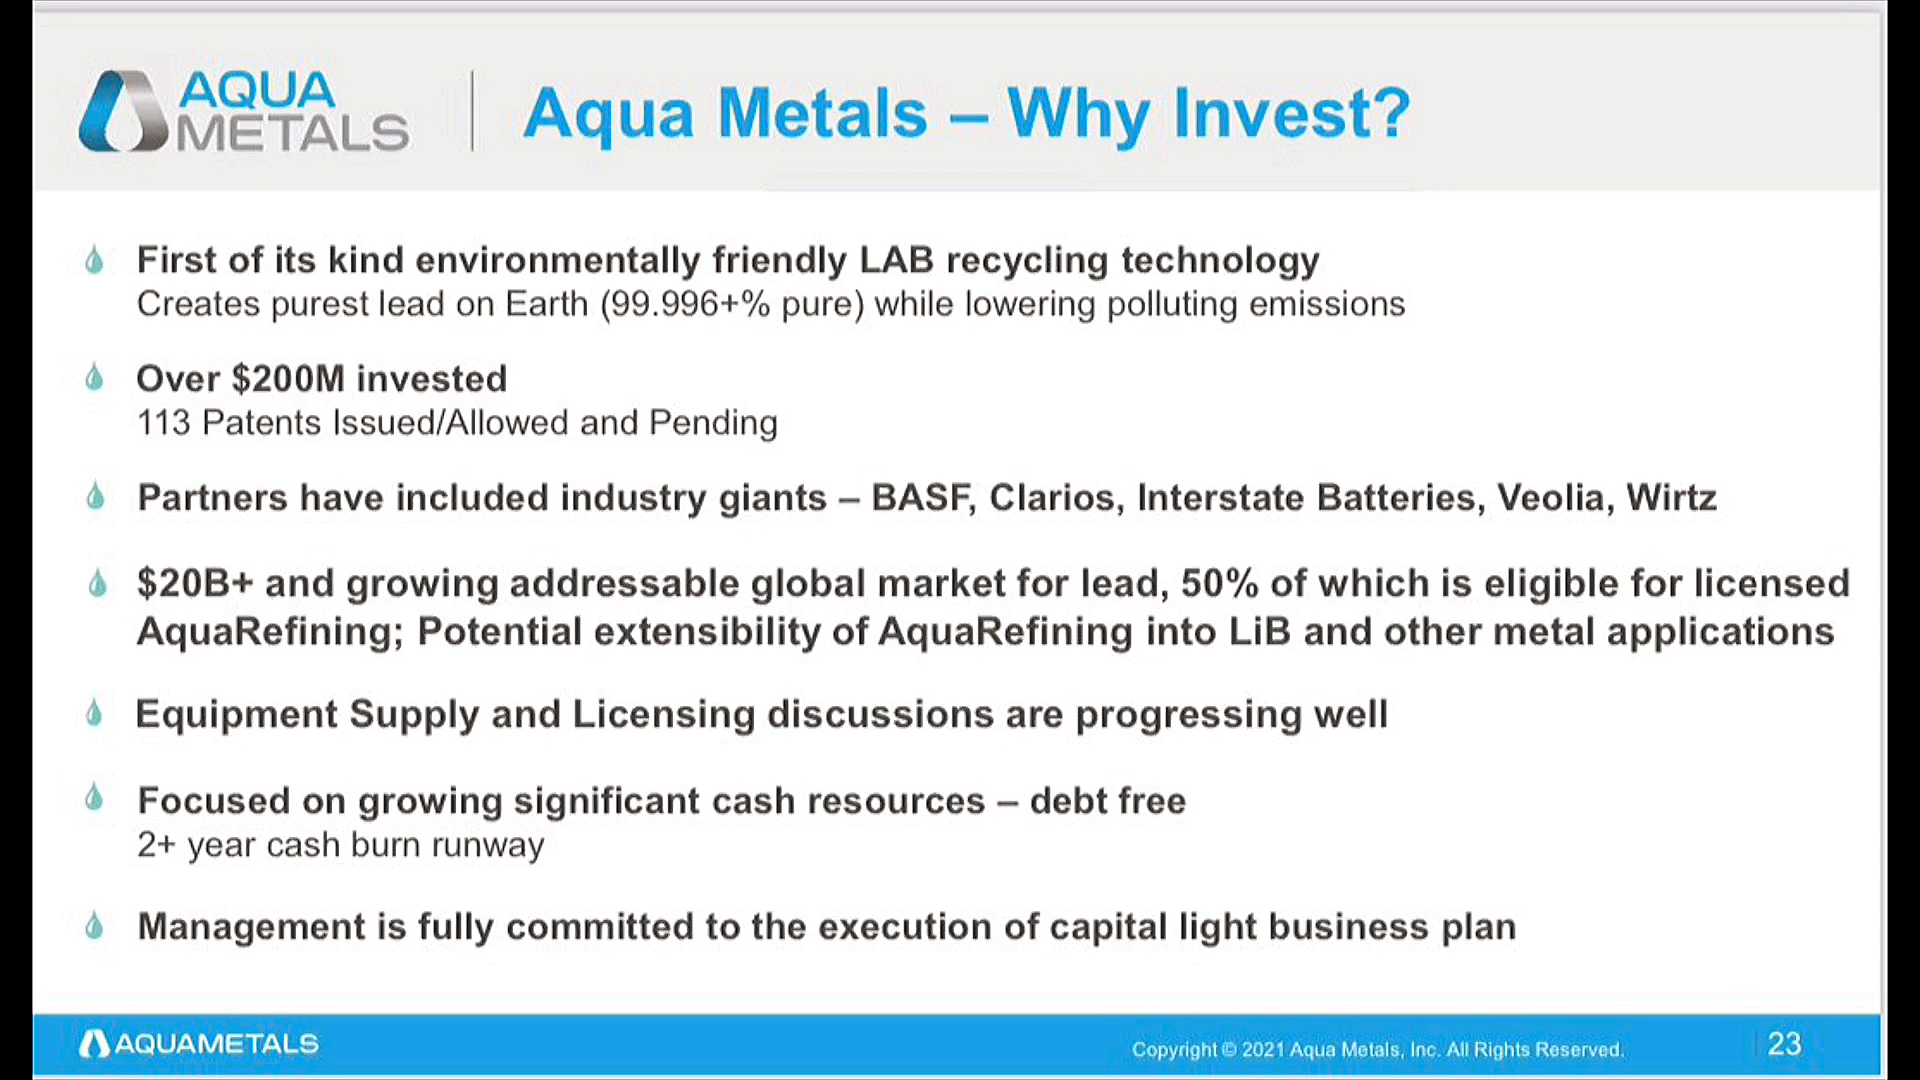 AQUA
METALS
Aqua Metals – Why Invest?
First of its kind environmentally friendly LAB recycling technology
Creates purest lead on Earth (99.996+% pure) while lowering polluting emissions
Over $200M invested
113 Patents Issued/Allowed and Pending
Partners have included industry giants – BASF, Clarios, Interstate Batteries, Veolia, Wirtz
$20B+ and growing addressable global market for lead, 50% of which is eligible for licensed
AquaRefining; Potential extensibility of AquaRefining into LiB and other metal applications
Equipment Supply and Licensing discussions are progressing well
Focused on growing significant cash resources – debt free
2+ year cash burn runway
Management is fully committed to the execution of capital light business plan
AQUAMETALS
Copyright © 2021 Aqua Metals, Inc. All Rights Reserved.
23